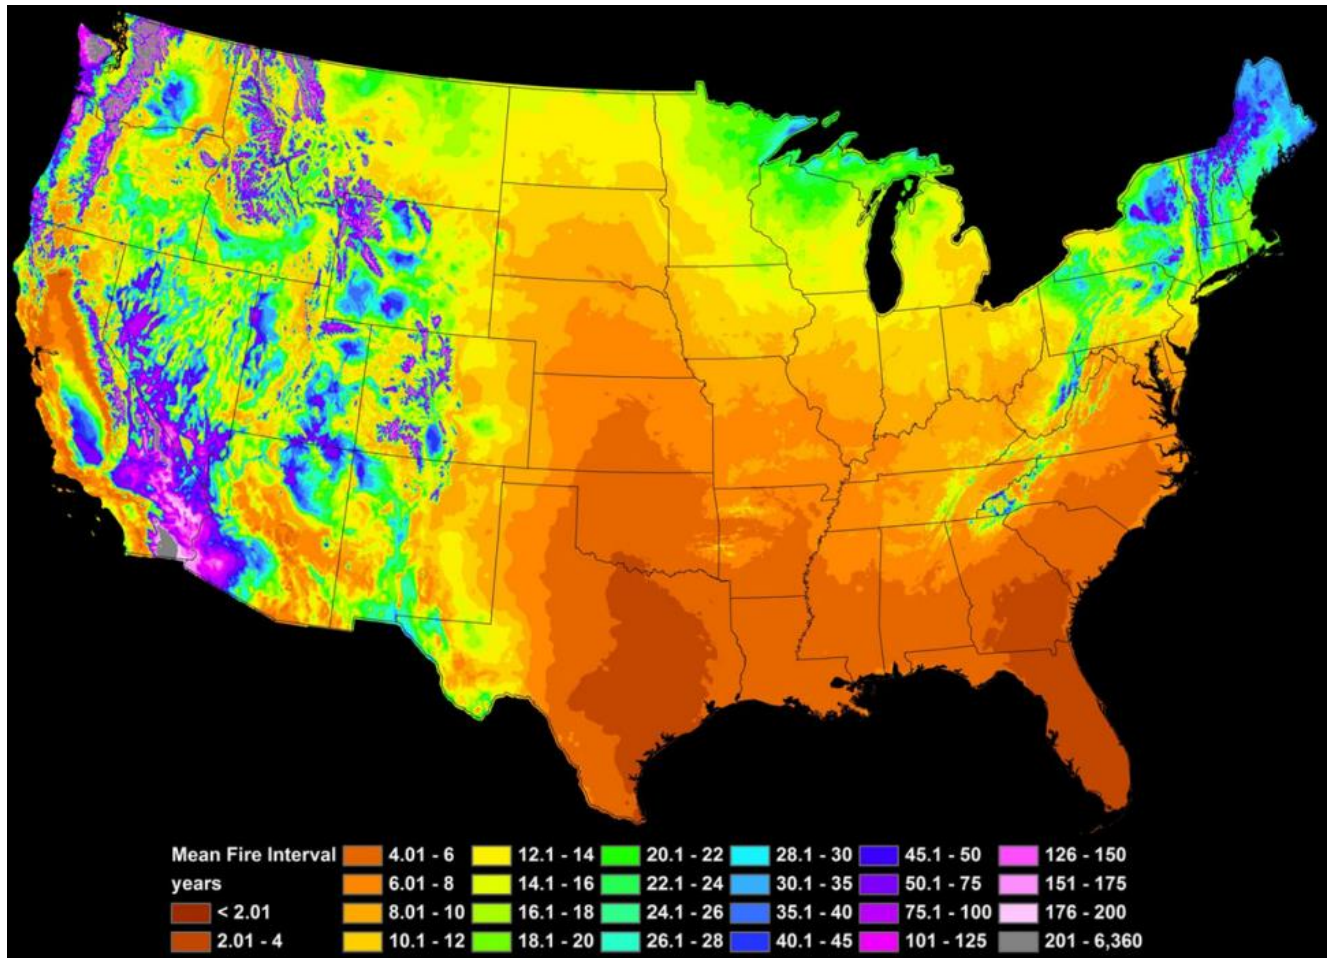 Mean Fire Interval
years
< 2.01
2.01 - 4
4.01 - 6
6.01 - 8
8.01 - 10
10.1 - 12
12.1 - 14
14.1 - 16
16.1 - 18
18.1 - 20
20.1 - 22
22.1 - 24
24.1 - 26
26.1 - 28
28.1 - 30
30.1 - 35
35.1 - 40
40.1 - 45
45.1 - 50
50.1 - 75
75.1 - 100
101 - 125
126 - 150
151 - 175
176 - 200
201 - 6,360